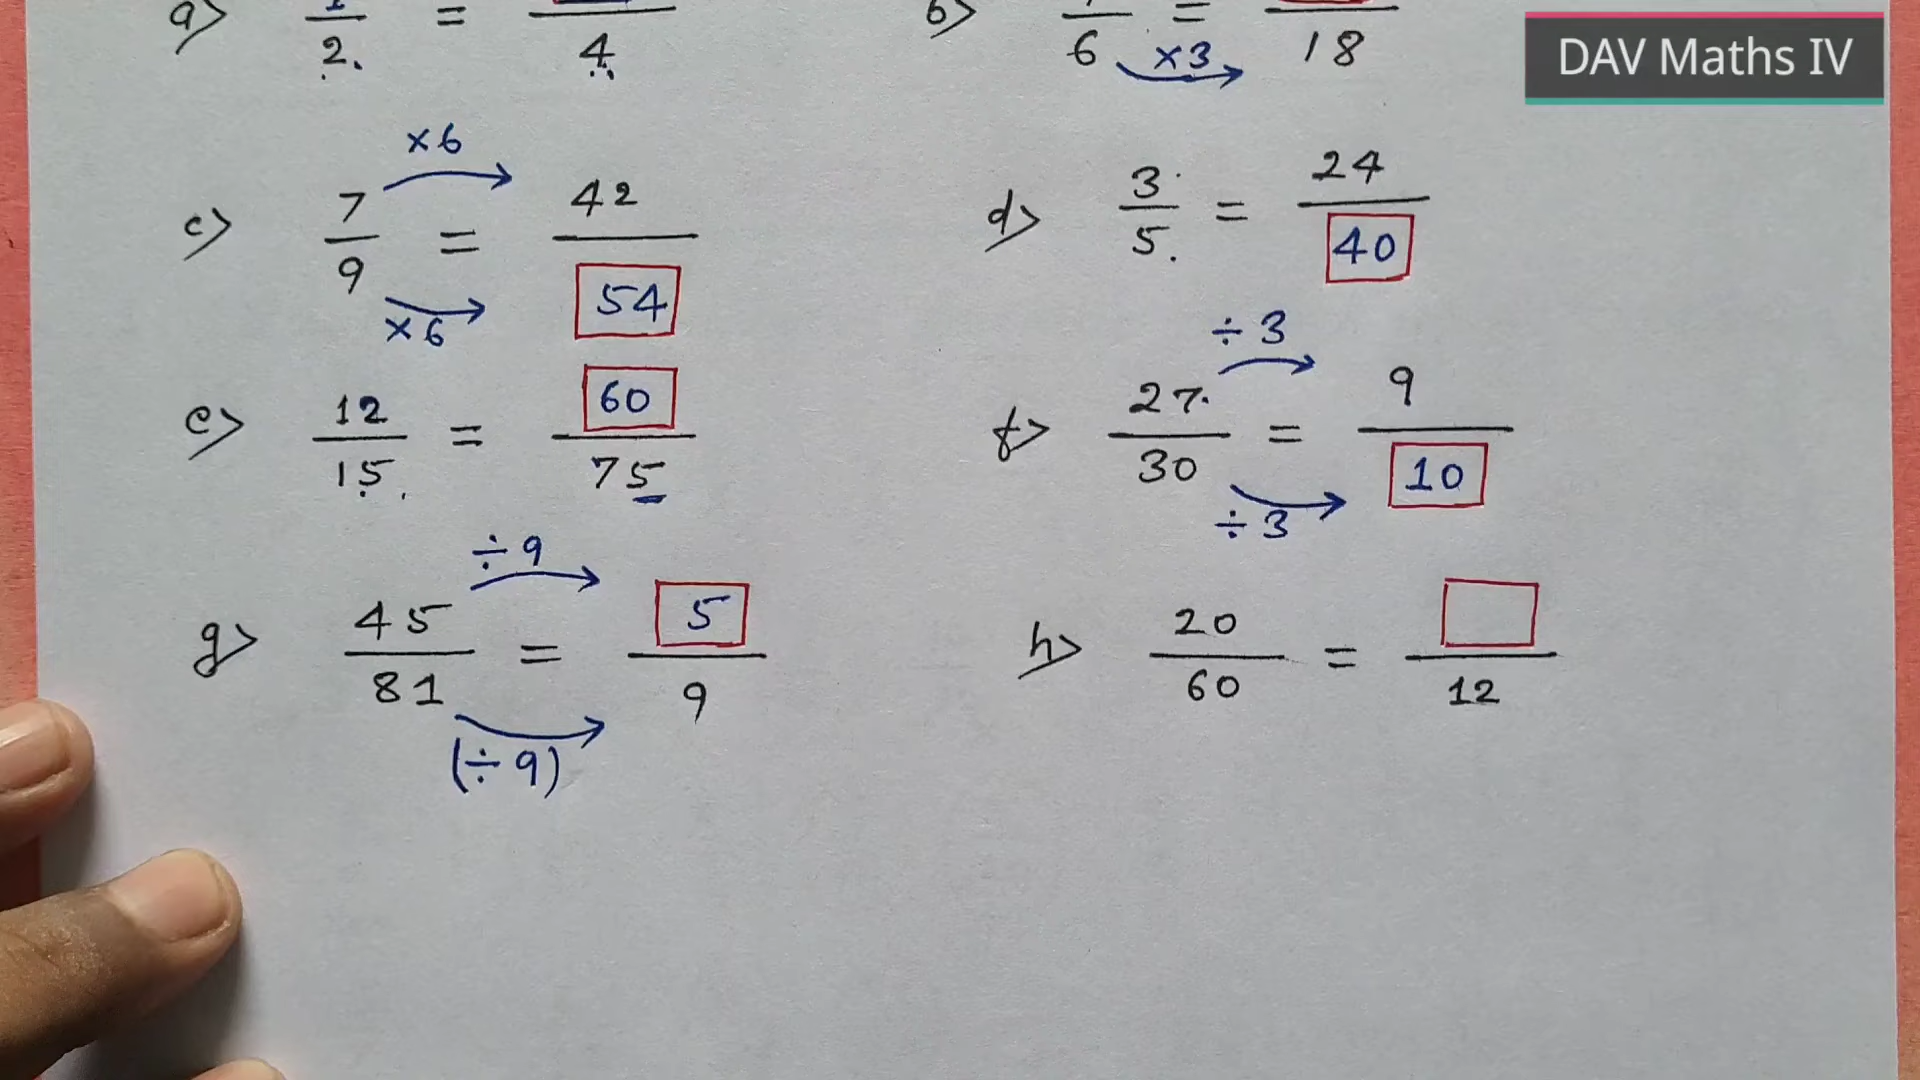 DAV Maths IV
a) 1/2 = /4
b) /6 ×3 = /18
c) 7/9 ×6 ×6 = 42/54
d) 3/5 = 24/40
e) 12/15 = 60/75
f) 27/30 ÷3 ÷3 = 9/10
g) 45/81 ÷9 (÷9) = 5/9
h) 20/60 = /12